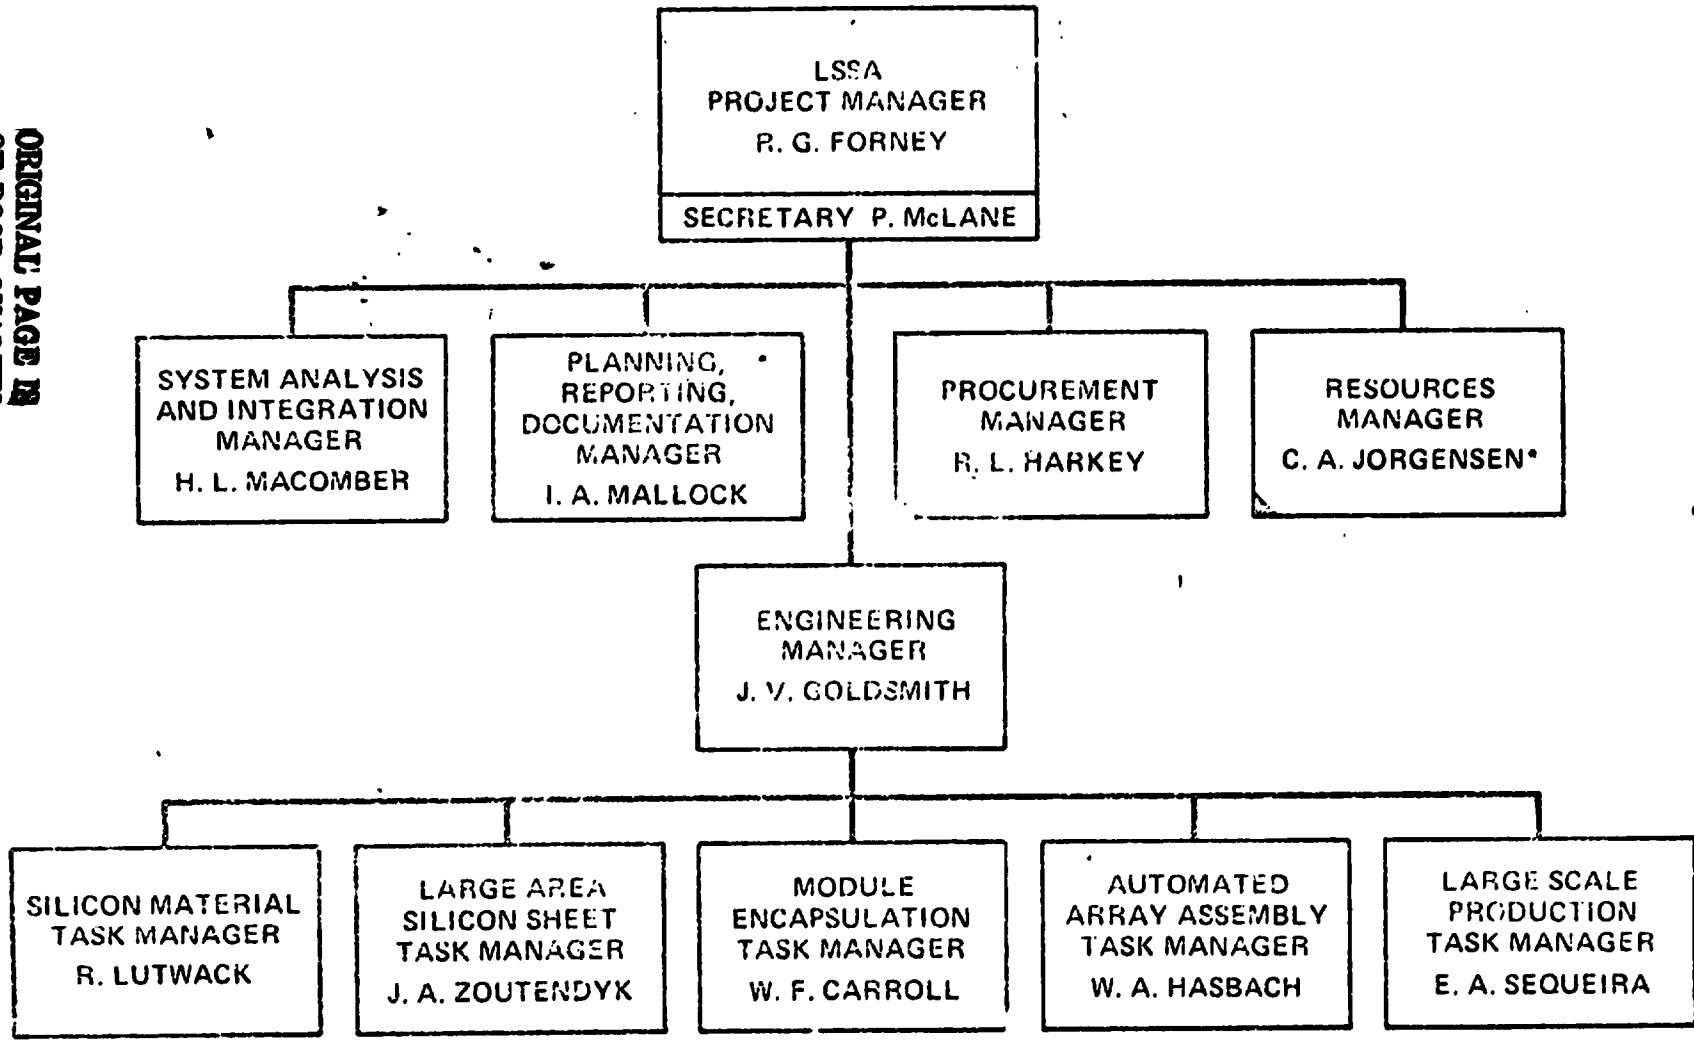 ORIGINAL PAGE IS
LSSA
PROJECT MANAGER
R. G. FORNEY
SECRETARY P. McLANE
SYSTEM ANALYSIS
AND INTEGRATION
MANAGER
H. L. MACOMBER
PLANNING,
REPORTING,
DOCUMENTATION
MANAGER
I. A. MALLOCK
PROCUREMENT
MANAGER
R. L. HARKEY
RESOURCES
MANAGER
C. A. JORGENSEN*
ENGINEERING
MANAGER
J. V. GOLDSMITH
SILICON MATERIAL
TASK MANAGER
R. LUTWACK
LARGE AREA
SILICON SHEET
TASK MANAGER
J. A. ZOUTENDYK
MODULE
ENCAPSULATION
TASK MANAGER
W. F. CARROLL
AUTOMATED
ARRAY ASSEMBLY
TASK MANAGER
W. A. HASBACH
LARGE SCALE
PRODUCTION
TASK MANAGER
E. A. SEQUEIRA